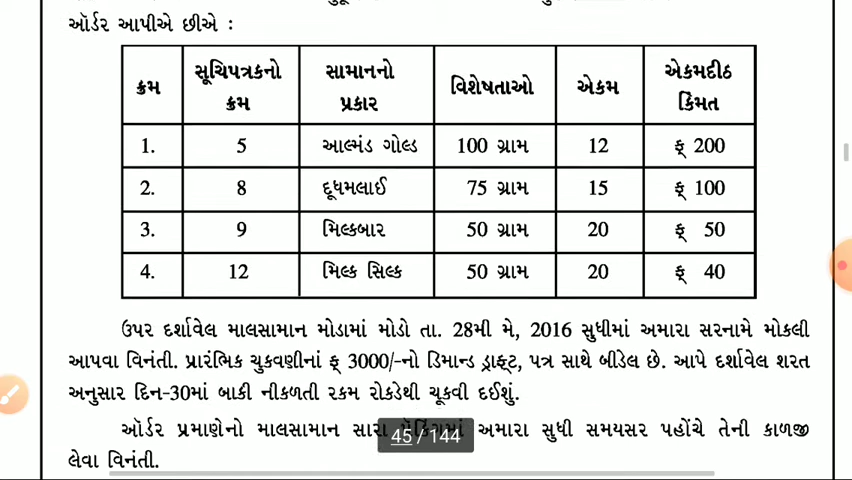 ઑર્ડર આપીએ છીએ :
ક્રમ સૂચિપત્રકનો ક્રમ સામાનનો પ્રકાર વિશેષતાઓ એકમ એકમદીઠ કિંમત
1. 5 આલ્મંડ ગોલ્ડ 100 ગ્રામ 12 ફ્ 200
2. 8 દૂધમલાઈ 75 ગ્રામ 15 ફ્ 100
3. 9 મિલ્કબાર 50 ગ્રામ 20 ફ્ 50
4. 12 મિલ્ક સિલ્ક 50 ગ્રામ 20 ફ્ 40
ઉપર દર્શાવેલ માલસામાન મોડામાં મોડો તા. 28મી મે, 2016 સુધીમાં અમારા સરનામે મોકલી
આપવા વિનંતી. પ્રારંભિક ચુકવણીનાં ફ્ 3000/-નો ડિમાન્ડ ડ્રાફ્ટ, પત્ર સાથે બીડેલ છે. આપે દર્શાવેલ શરત
અનુસાર દિન-30માં બાકી નીકળતી રકમ રોકડેથી ચૂકવી દઈશું.
ઑર્ડર પ્રમાણેનો માલસામાન સારા અમારા સુધી સમયસર પહોંચે તેની કાળજી
લેવા વિનંતી.
45 / 144